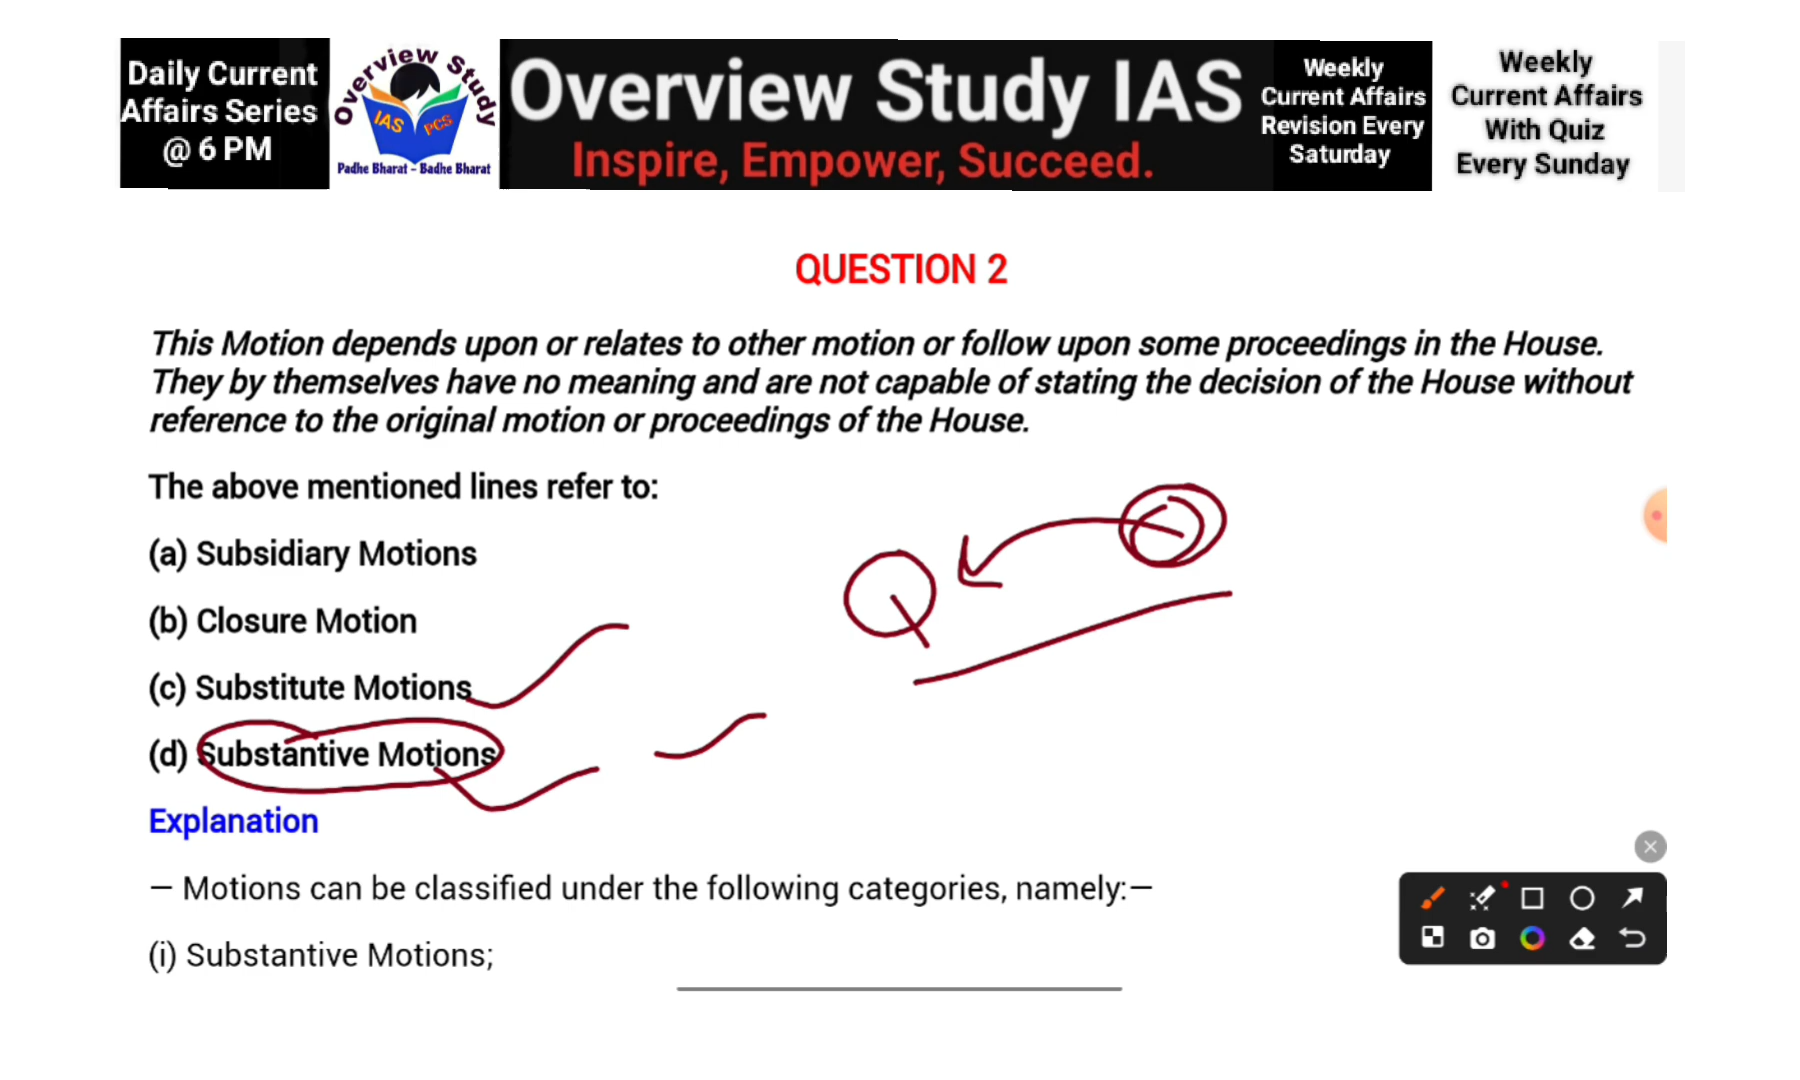 Daily Current
Affairs Series
@ 6 PM
Overview Study
IAS PCS
Padhe Bharat - Badhe Bharat
Overview Study IAS
Inspire, Empower, Succeed.
Weekly
Current Affairs
Revision Every
Saturday
Weekly
Current Affairs
With Quiz
Every Sunday
QUESTION 2
This Motion depends upon or relates to other motion or follow upon some proceedings in the House.
They by themselves have no meaning and are not capable of stating the decision of the House without
reference to the original motion or proceedings of the House.
The above mentioned lines refer to:
(a) Subsidiary Motions
(b) Closure Motion
(c) Substitute Motions
(d) Substantive Motions
Explanation
— Motions can be classified under the following categories, namely:—
(i) Substantive Motions;